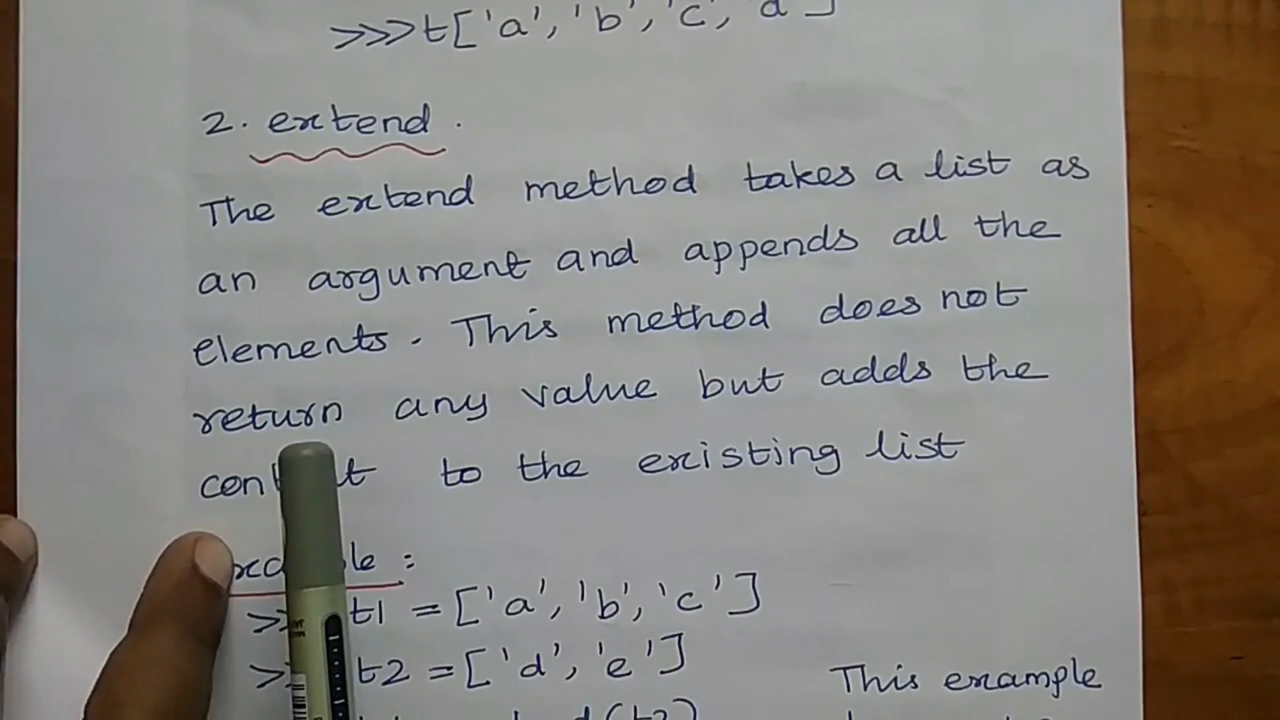 >>>t['a', 'b', 'c', 'd']
2. extend.
The extend method takes a list as
an argument and appends all the
elements. This method does not
return any value but adds the
to the existing list
t1 = ['a', 'b', 'c']
t2 = ['d', 'e']
This example
(t2)